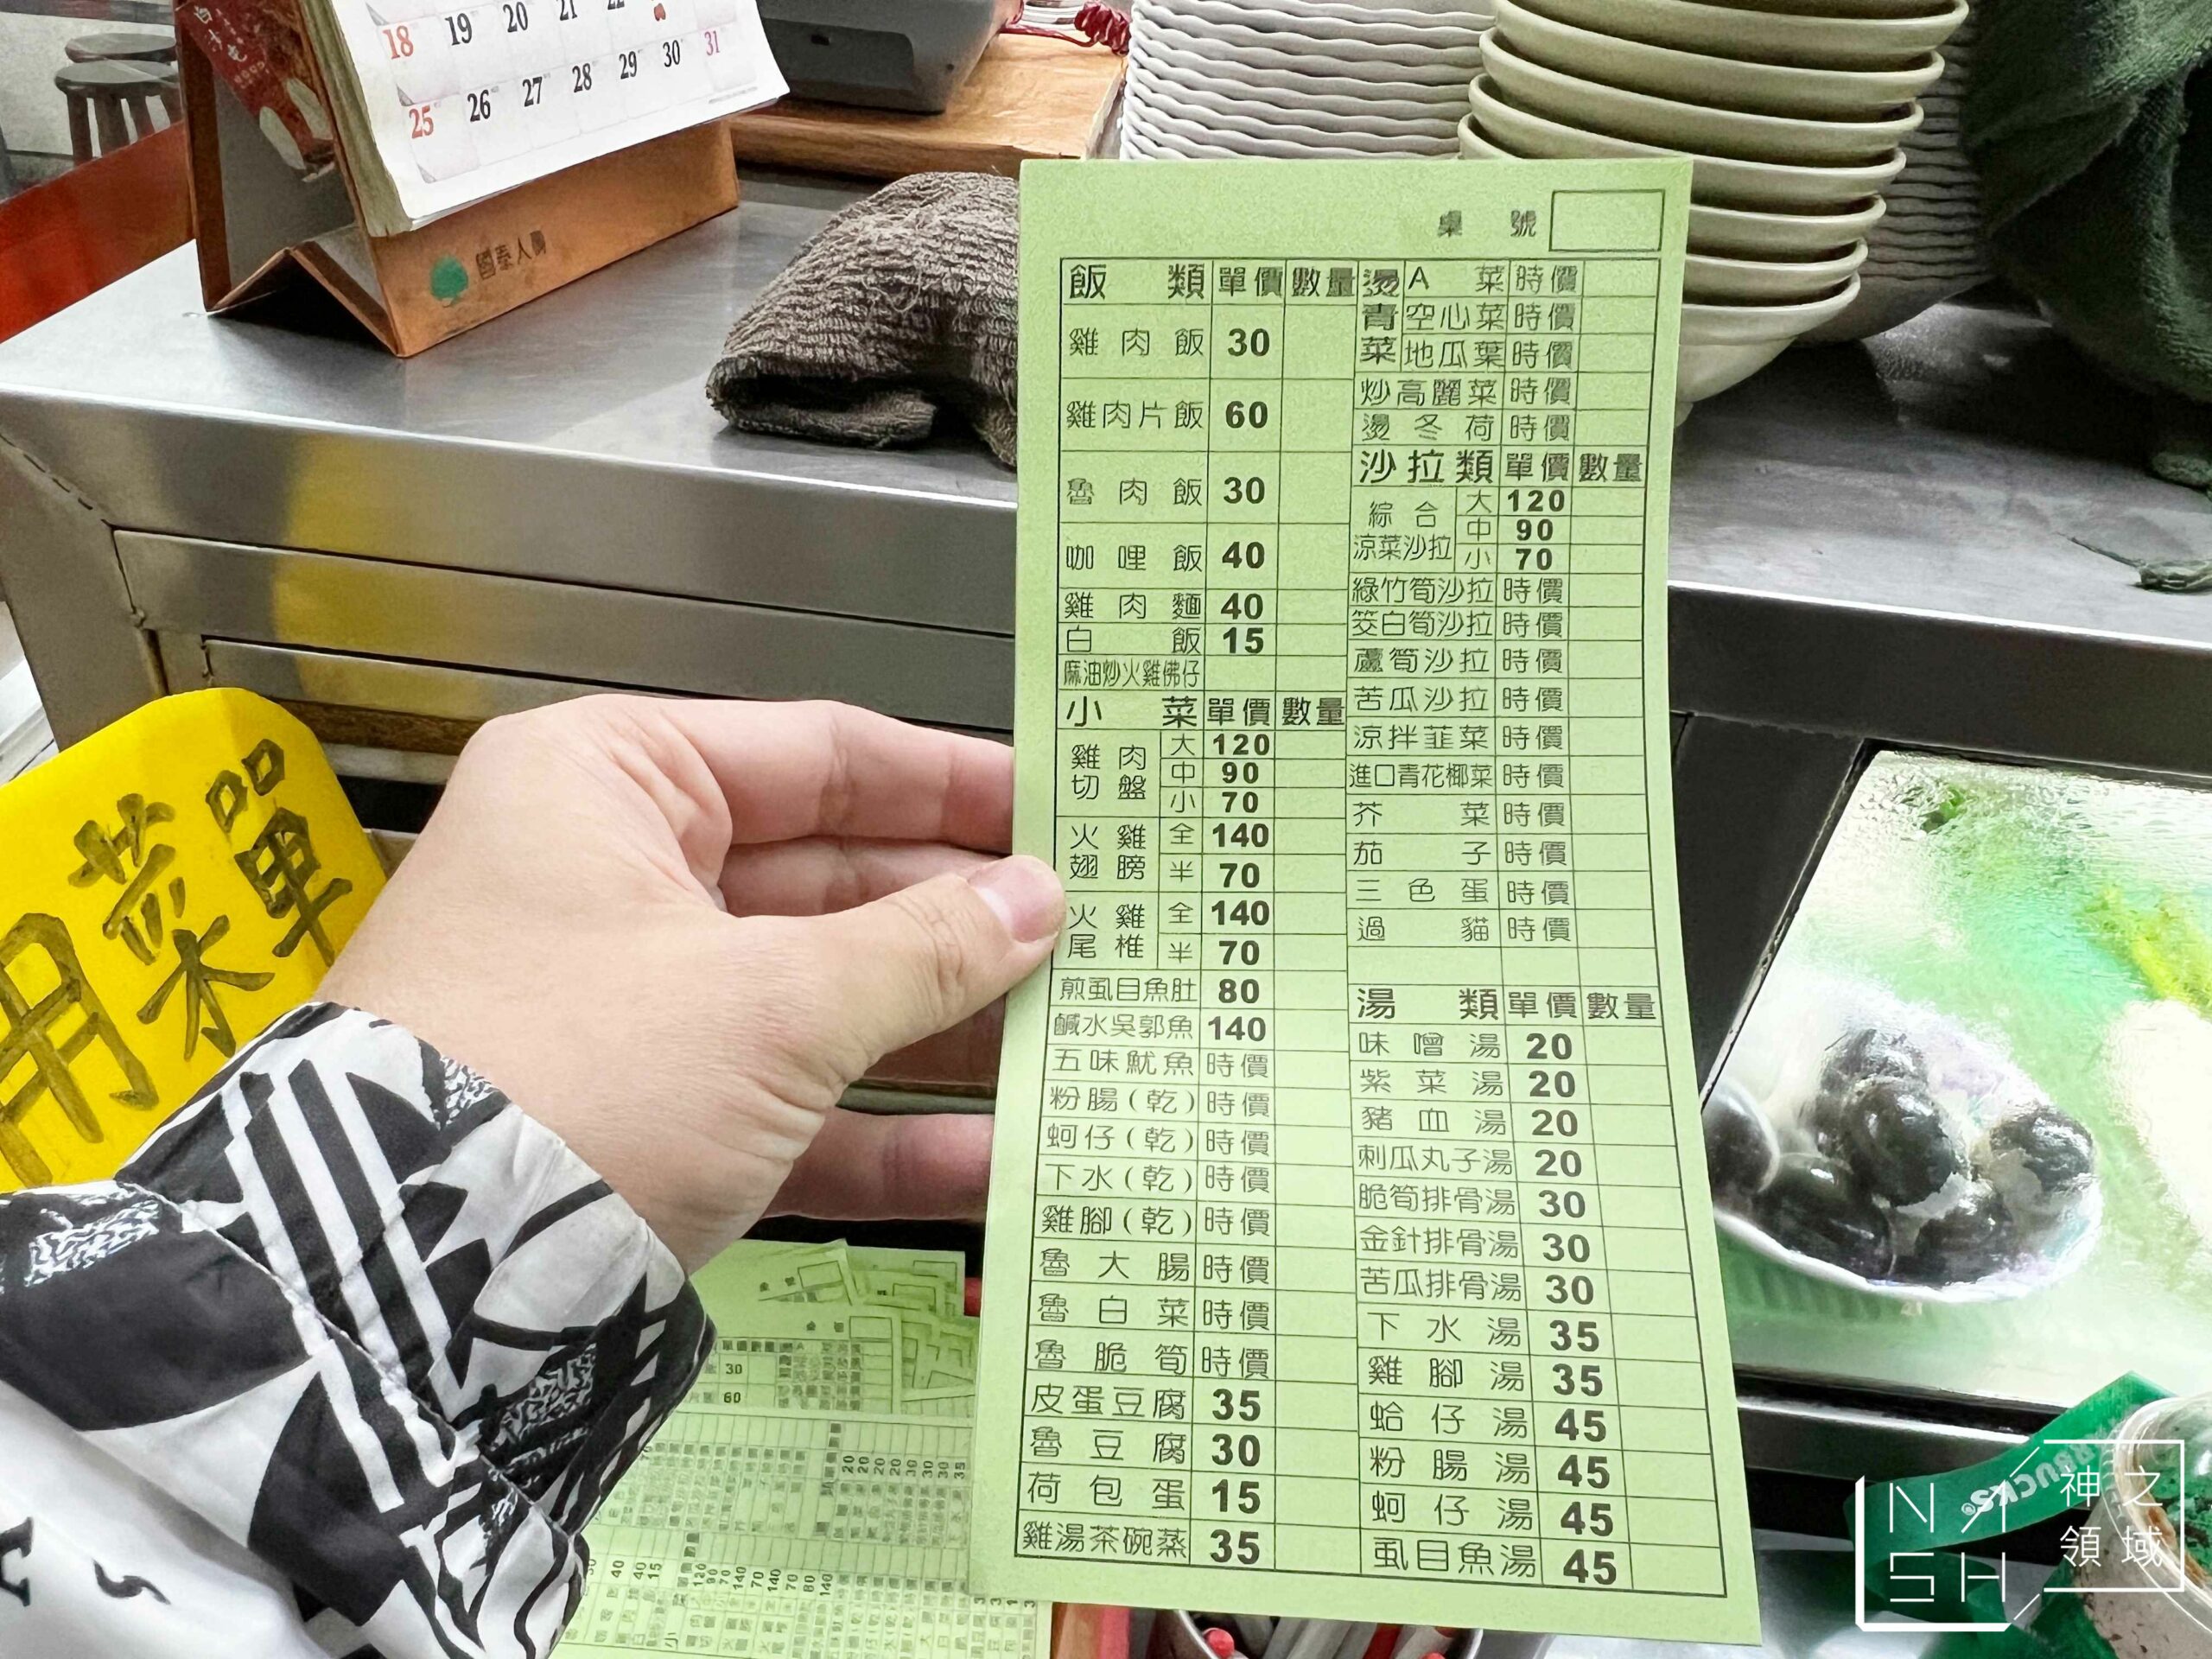 18 19 20 21 22
25 26 27 28 29 30 31
國泰人壽
用菜單
桌號
飯類 單價 數量
雞肉飯 30
雞肉片飯 60
魯肉飯 30
咖哩飯 40
雞肉麵 40
白飯 15
麻油炒火雞佛仔
小菜 單價 數量
雞肉切盤 大 120
中 90
小 70
火雞翅膀 全 140
半 70
火雞尾椎 全 140
半 70
煎虱目魚肚 80
鹹水吳郭魚 140
五味魷魚 時價
粉腸(乾) 時價
蚵仔(乾) 時價
下水(乾) 時價
雞腳(乾) 時價
魯大腸 時價
魯白菜 時價
魯脆筍 時價
皮蛋豆腐 35
魯豆腐 30
荷包蛋 15
雞湯茶碗蒸 35
燙青菜 A菜 時價
空心菜 時價
地瓜葉 時價
炒高麗菜 時價
燙冬荷 時價
沙拉類 單價 數量
綜合涼菜沙拉 大 120
中 90
小 70
綠竹筍沙拉 時價
筊白筍沙拉 時價
蘆筍沙拉 時價
苦瓜沙拉 時價
涼拌韮菜 時價
進口青花椰菜 時價
芥菜 時價
茄子 時價
三色蛋 時價
過貓 時價
湯類 單價 數量
味噌湯 20
紫菜湯 20
豬血湯 20
刺瓜丸子湯 20
脆筍排骨湯 30
金針排骨湯 30
苦瓜排骨湯 30
下水湯 35
雞腳湯 35
蛤仔湯 45
粉腸湯 45
蚵仔湯 45
虱目魚湯 45
NASH
神之領域